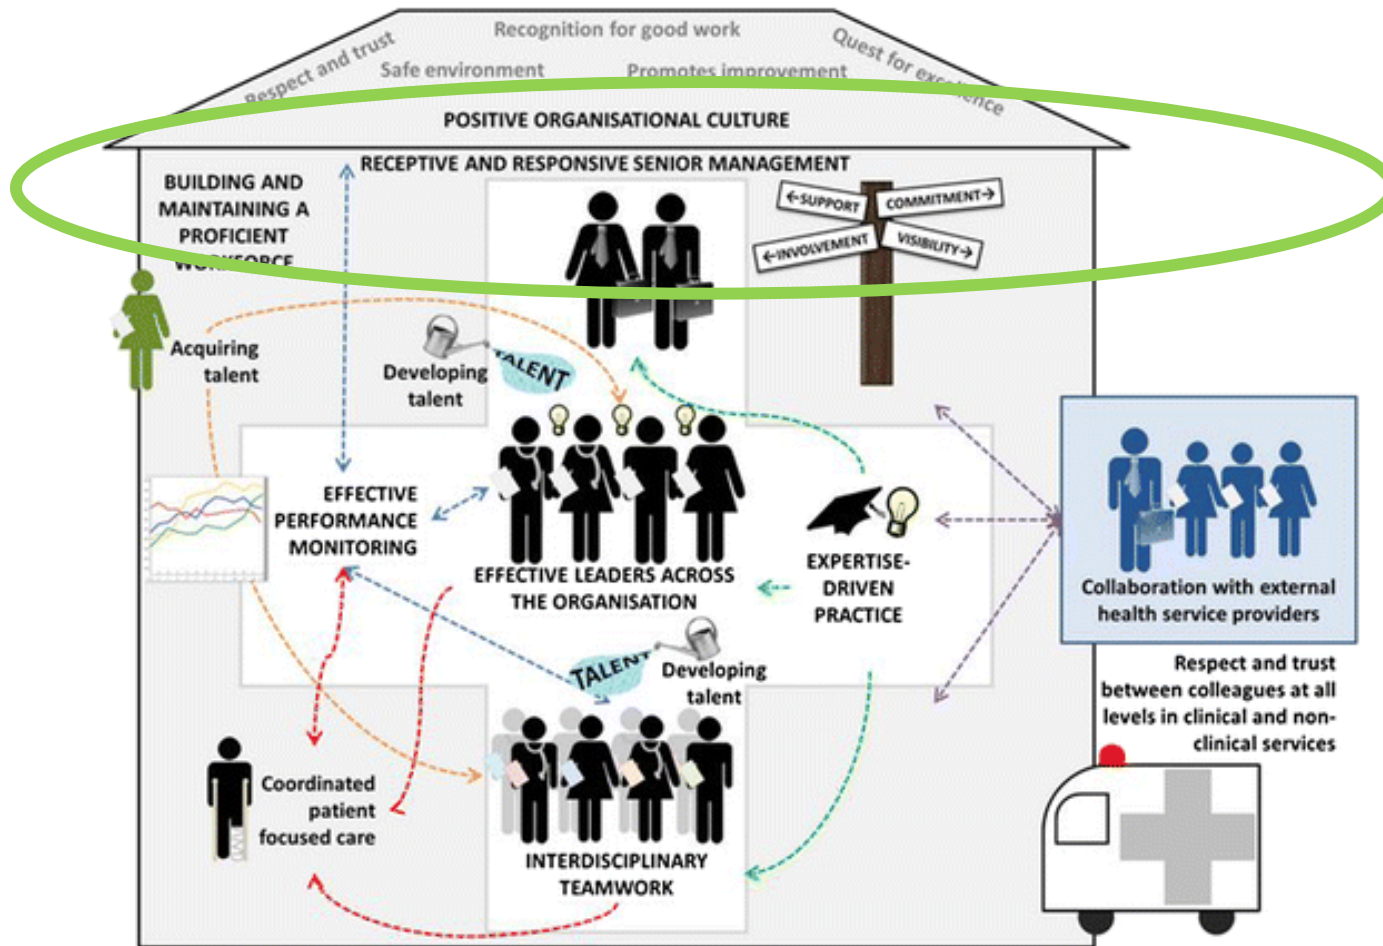 Recognition for good work
Respect and trust
Quest for excellence
Safe environment
Promotes improvement
POSITIVE ORGANISATIONAL CULTURE
RECEPTIVE AND RESPONSIVE SENIOR MANAGEMENT
BUILDING AND
MAINTAINING A
PROFICIENT
WORKFORCE
←SUPPORT
COMMITMENT→
←INVOLVEMENT
VISIBILITY→
Acquiring
talent
Developing
talent
TALENT
EFFECTIVE
PERFORMANCE
MONITORING
EFFECTIVE LEADERS ACROSS
THE ORGANISATION
EXPERTISE-
DRIVEN
PRACTICE
Collaboration with external
health service providers
TALENT
Developing
talent
Respect and trust
between colleagues at all
levels in clinical and non-
clinical services
Coordinated
patient
focused care
INTERDISCIPLINARY
TEAMWORK